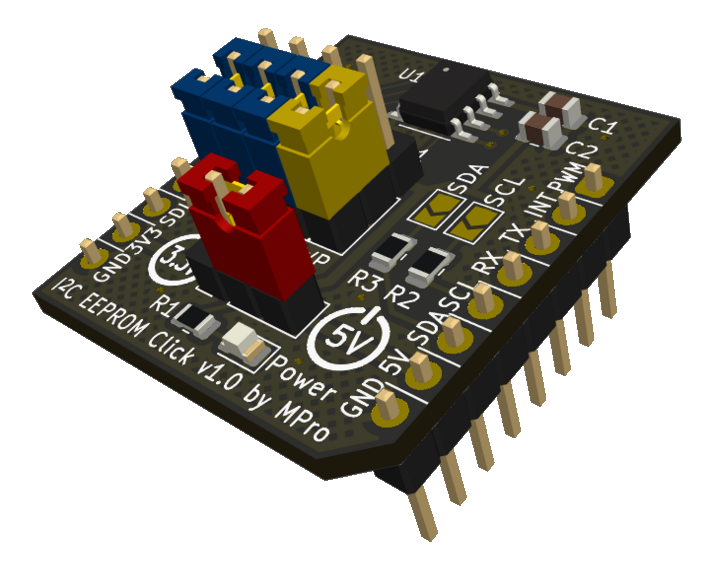 U1
C1
C2
SDA
SCL
PWM
INT
TX
RX
SCL
SDA
5V
GND
R3
R2
3V3
GND
R1
5V
Power
I²C EEPROM Click v1.0 by MPro